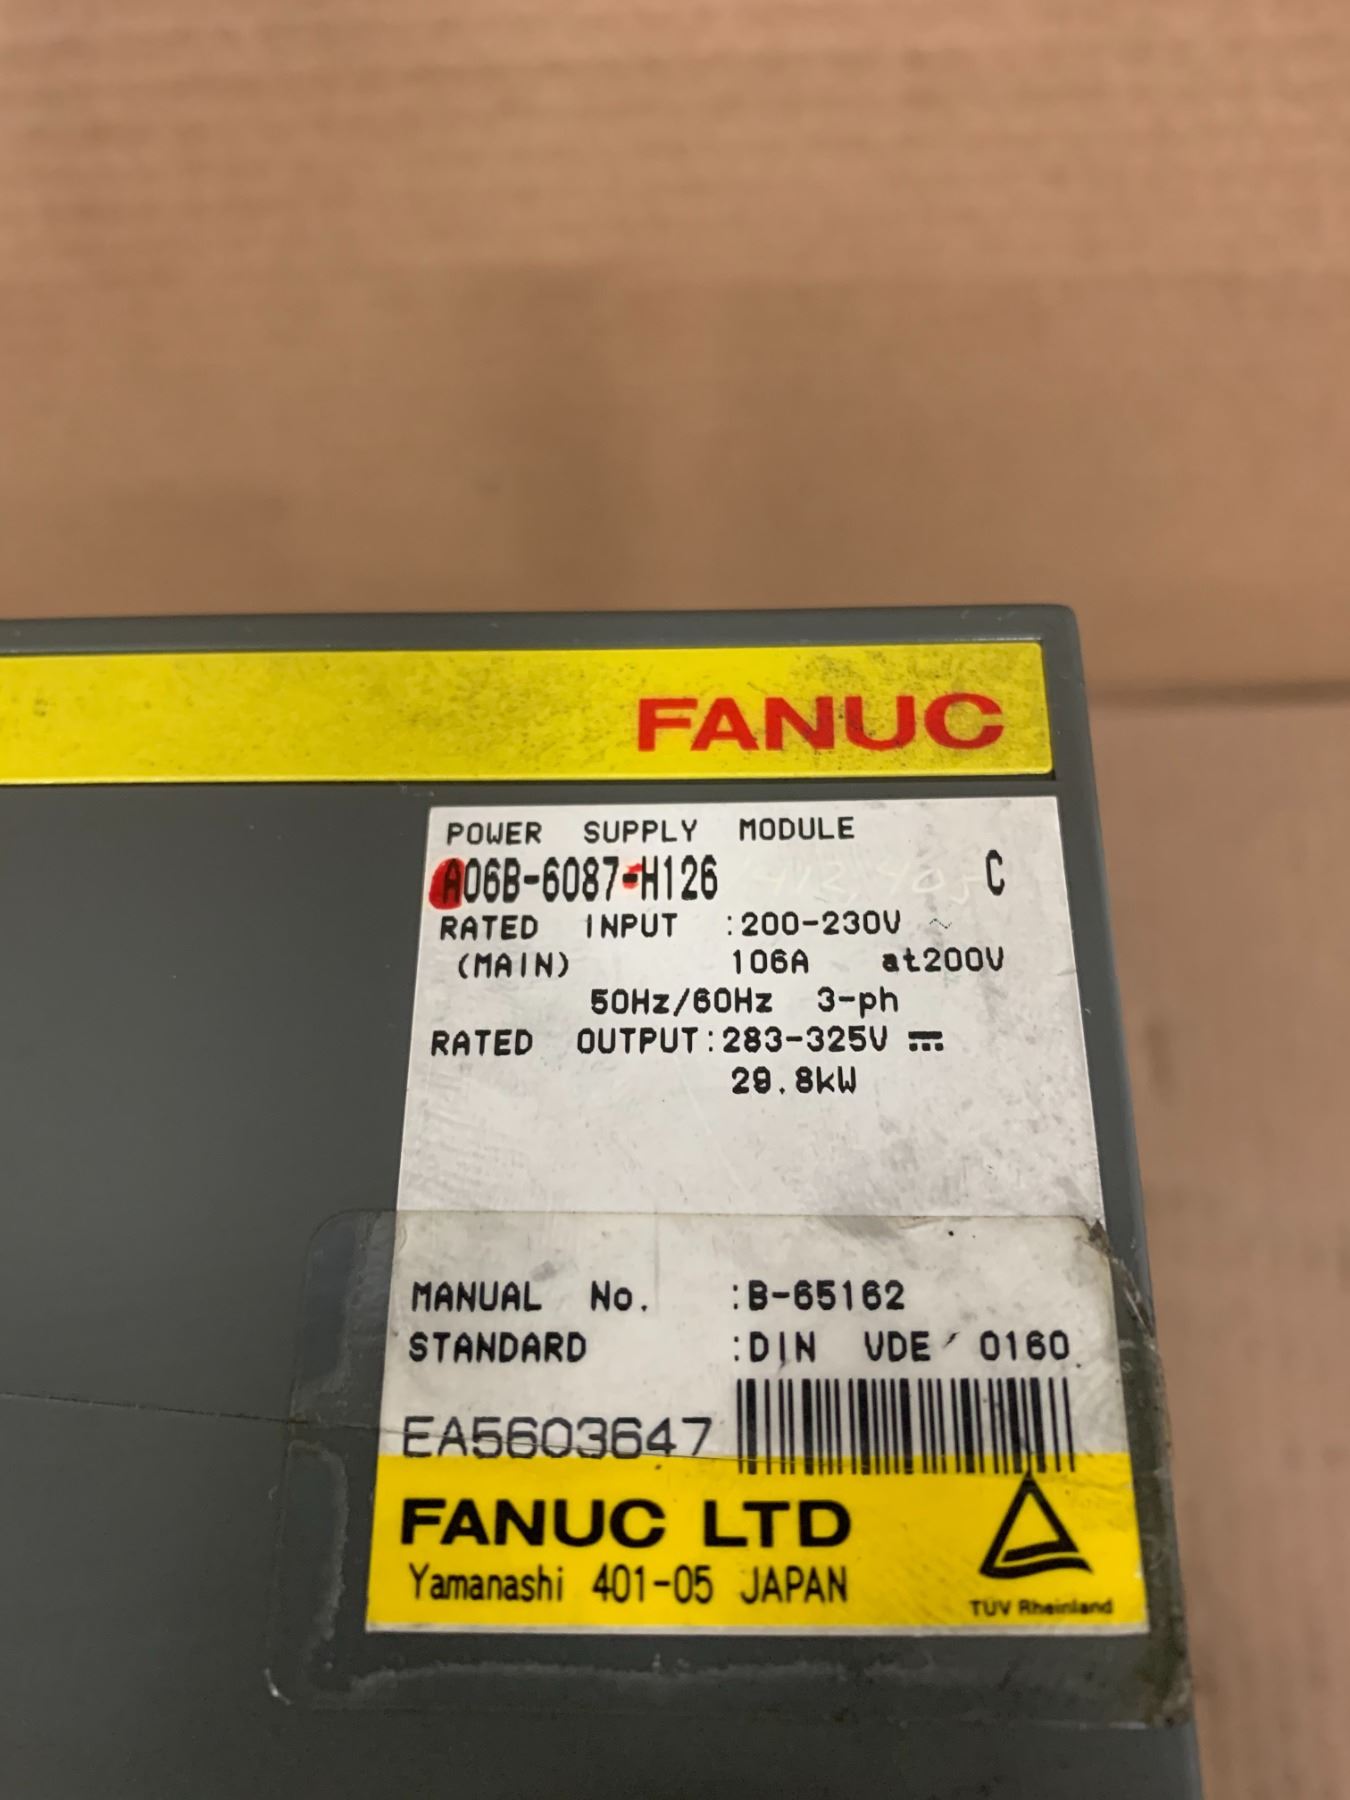 FANUC
POWER SUPPLY MODULE
A06B-6087-H126 C
RATED INPUT :200-230V ~
(MAIN) 106A at200V
50Hz/60Hz 3-ph
RATED OUTPUT:283-325V ⎓
29.8kW
MANUAL No. :B-65162
STANDARD :DIN VDE 0160
EA5603647
FANUC LTD
Yamanashi 401-05 JAPAN
TÜV Rheinland